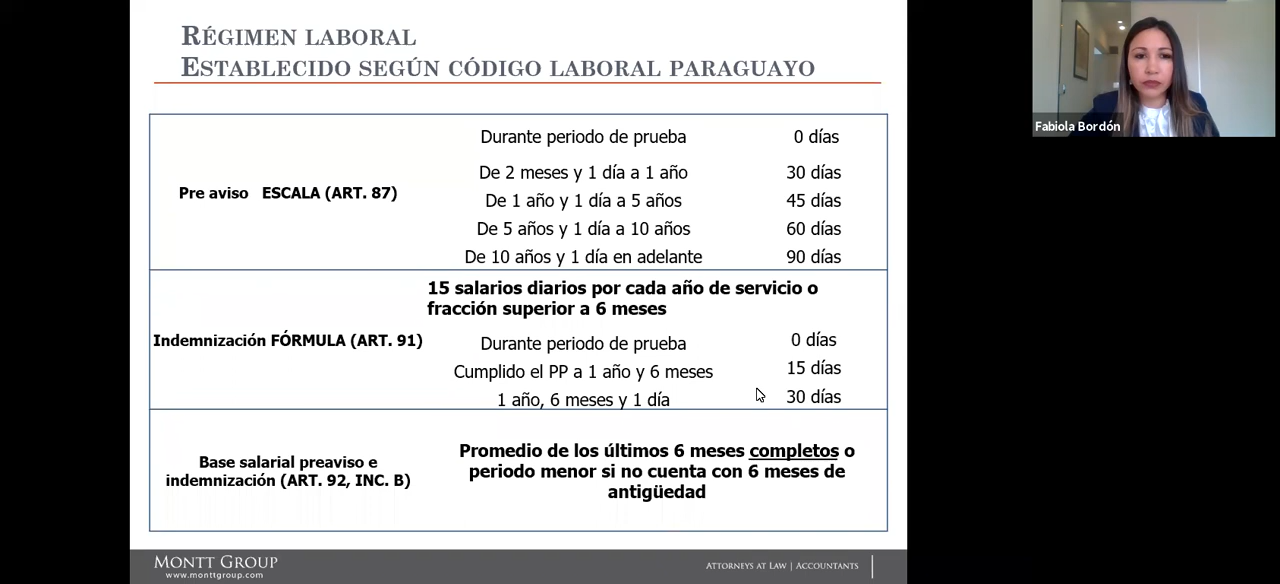 RÉGIMEN LABORAL
ESTABLECIDO SEGÚN CÓDIGO LABORAL PARAGUAYO
Fabiola Bordón
Pre aviso ESCALA (ART. 87)
Durante periodo de prueba 0 días
De 2 meses y 1 día a 1 año 30 días
De 1 año y 1 día a 5 años 45 días
De 5 años y 1 día a 10 años 60 días
De 10 años y 1 día en adelante 90 días
Indemnización FÓRMULA (ART. 91)
15 salarios diarios por cada año de servicio o
fracción superior a 6 meses
Durante periodo de prueba 0 días
Cumplido el PP a 1 año y 6 meses 15 días
1 año, 6 meses y 1 día 30 días
Base salarial preaviso e
indemnización (ART. 92, INC. B)
Promedio de los últimos 6 meses completos o
periodo menor si no cuenta con 6 meses de
antigüedad
MONTT GROUP
www.monttgroup.com
ATTORNEYS AT LAW | ACCOUNTANTS